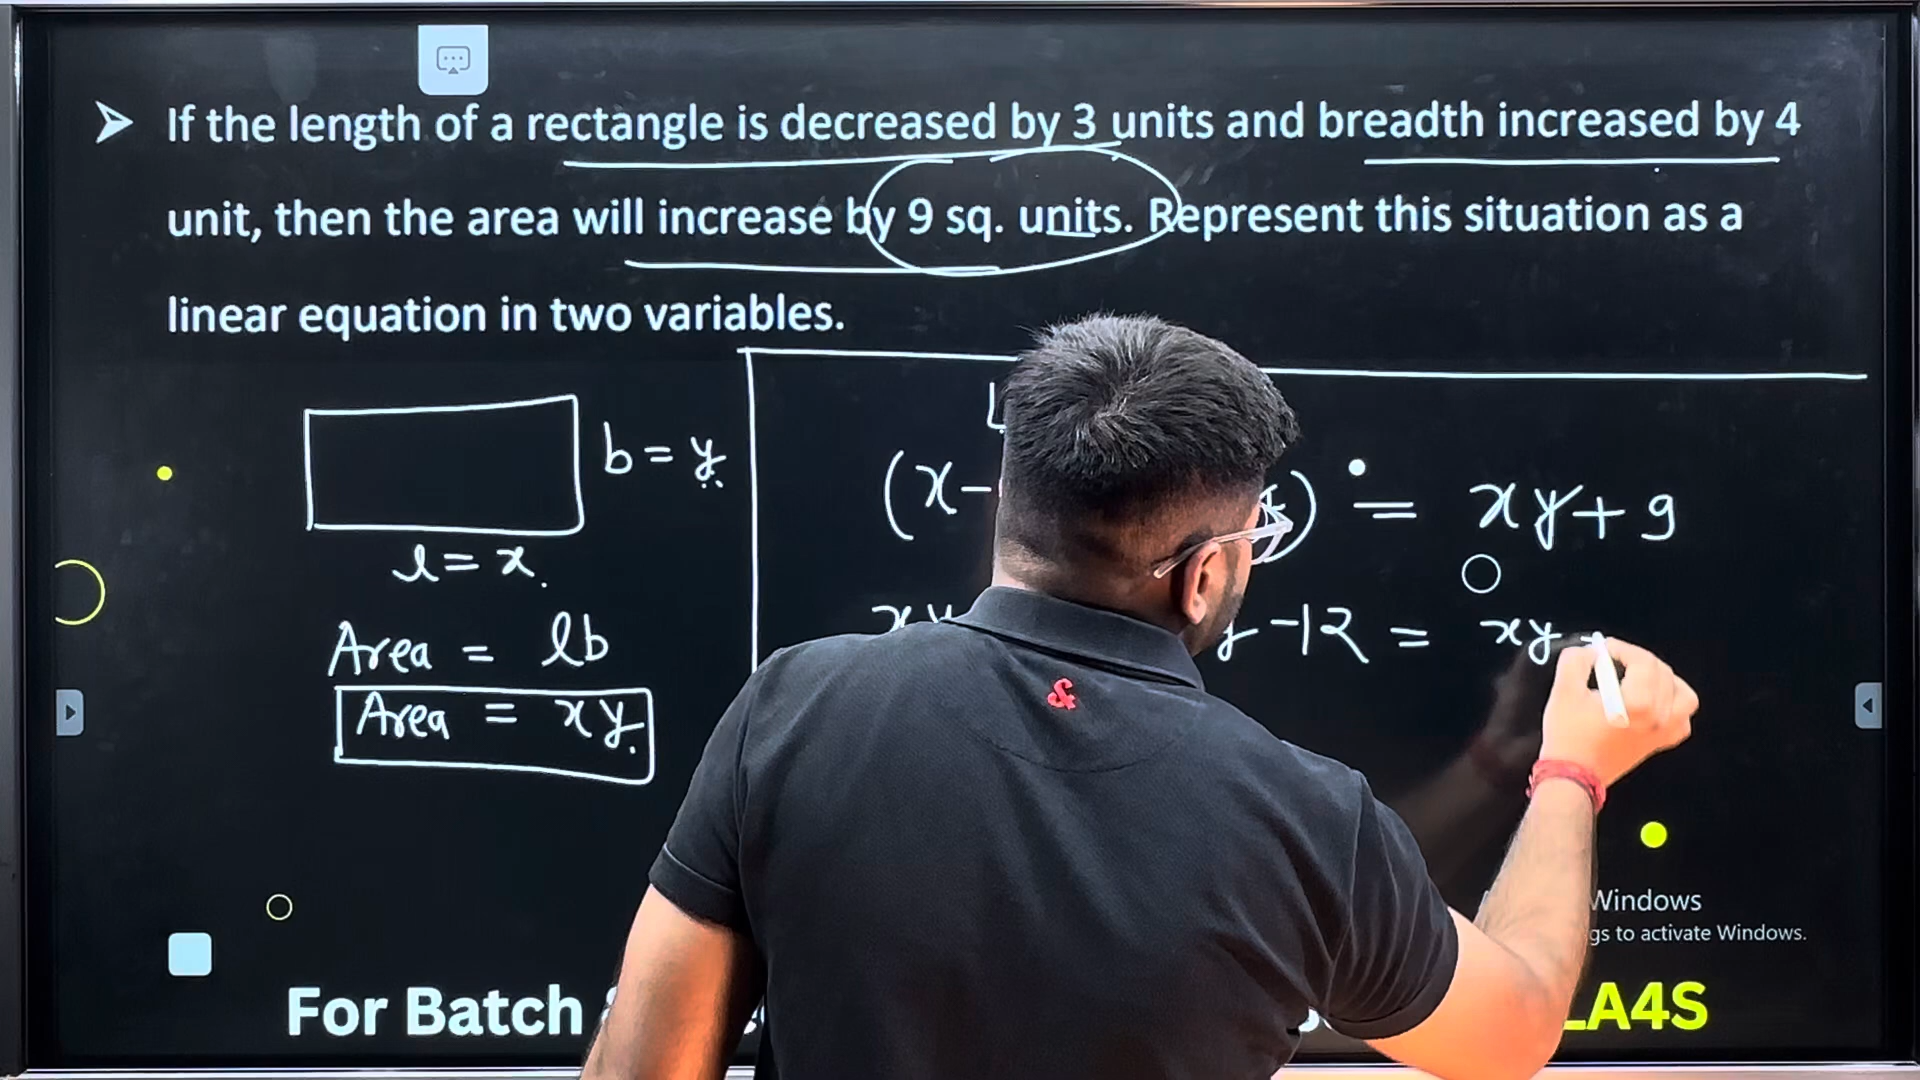 If the length of a rectangle is decreased by 3 units and breadth increased by 4
unit, then the area will increase by 9 sq. units. Represent this situation as a
linear equation in two variables.
b = y
l = x
Area = lb
Area = xy
(x- ) = xy+9
xy y -12 = xy
Windows
gs to activate Windows.
For Batch
LA4S